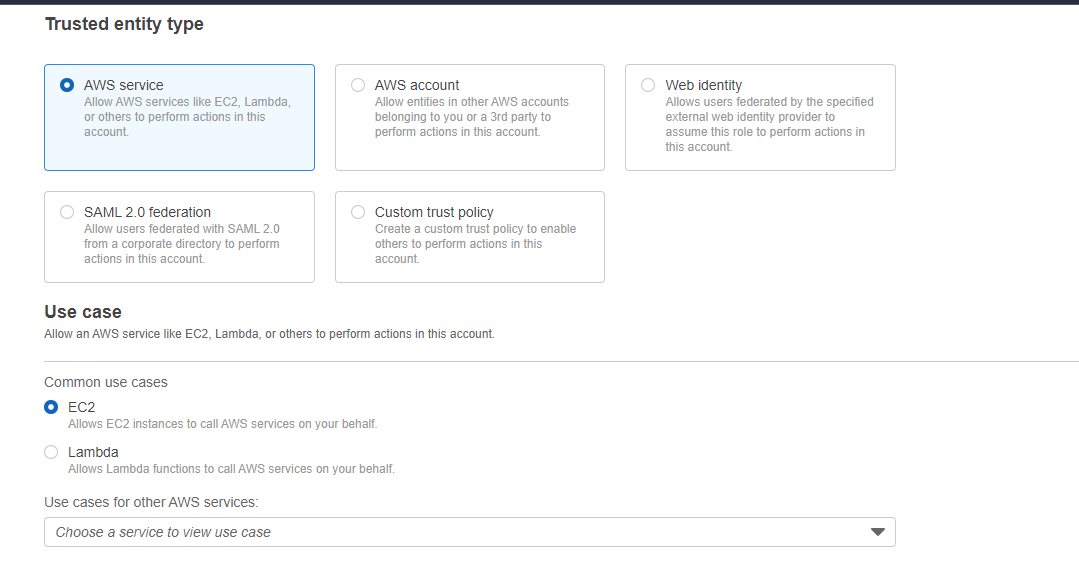 Trusted entity type
AWS service
Allow AWS services like EC2, Lambda,
or others to perform actions in this
account.
AWS account
Allow entities in other AWS accounts
belonging to you or a 3rd party to
perform actions in this account.
Web identity
Allows users federated by the specified
external web identity provider to
assume this role to perform actions in
this account.
SAML 2.0 federation
Allow users federated with SAML 2.0
from a corporate directory to perform
actions in this account.
Custom trust policy
Create a custom trust policy to enable
others to perform actions in this
account.
Use case
Allow an AWS service like EC2, Lambda, or others to perform actions in this account.
Common use cases
EC2
Allows EC2 instances to call AWS services on your behalf.
Lambda
Allows Lambda functions to call AWS services on your behalf.
Use cases for other AWS services:
Choose a service to view use case